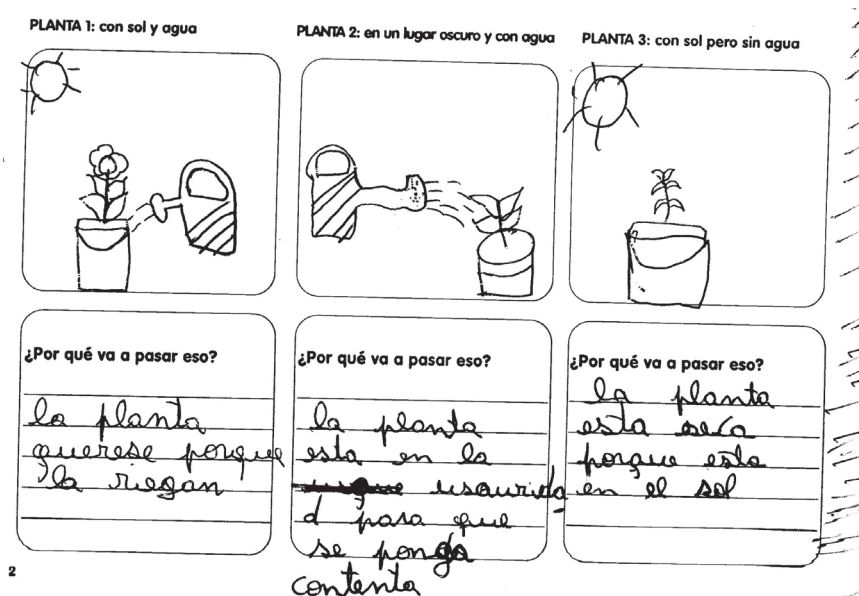 PLANTA 1: con sol y agua
PLANTA 2: en un lugar oscuro y con agua
PLANTA 3: con sol pero sin agua
¿Por qué va a pasar eso?
la planta
querese porque
la riegan
¿Por qué va a pasar eso?
la planta
esta en la
usaurida
d para que
se ponga
contenta
¿Por qué va a pasar eso?
la planta
esta seca
porque esta
en el sol
2